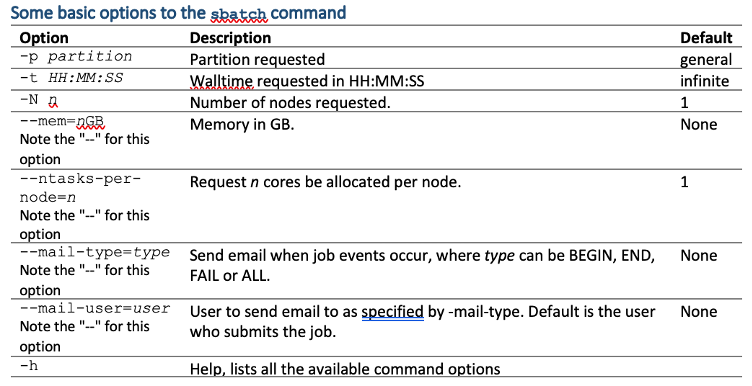 Some basic options to the sbatch command
Option Description Default
-p partition Partition requested general
-t HH:MM:SS Walltime requested in HH:MM:SS infinite
-N n Number of nodes requested. 1
--mem=nGB Memory in GB. None
Note the "--" for this
option
--ntasks-per- Request n cores be allocated per node. 1
node=n
Note the "--" for this
option
--mail-type=type Send email when job events occur, where type can be BEGIN, END, None
Note the "--" for this FAIL or ALL.
option
--mail-user=user User to send email to as specified by -mail-type. Default is the user None
Note the "--" for this who submits the job.
option
-h Help, lists all the available command options